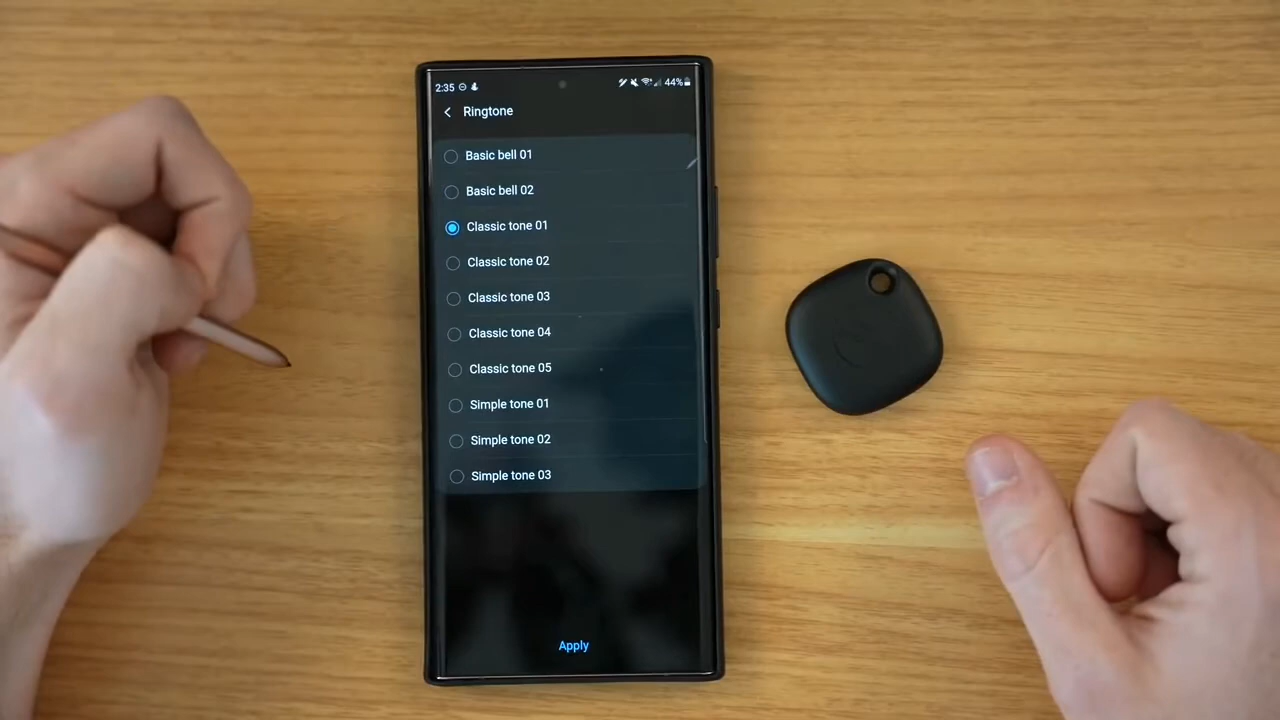 2:35 44%
Ringtone
Basic bell 01
Basic bell 02
Classic tone 01
Classic tone 02
Classic tone 03
Classic tone 04
Classic tone 05
Simple tone 01
Simple tone 02
Simple tone 03
Apply